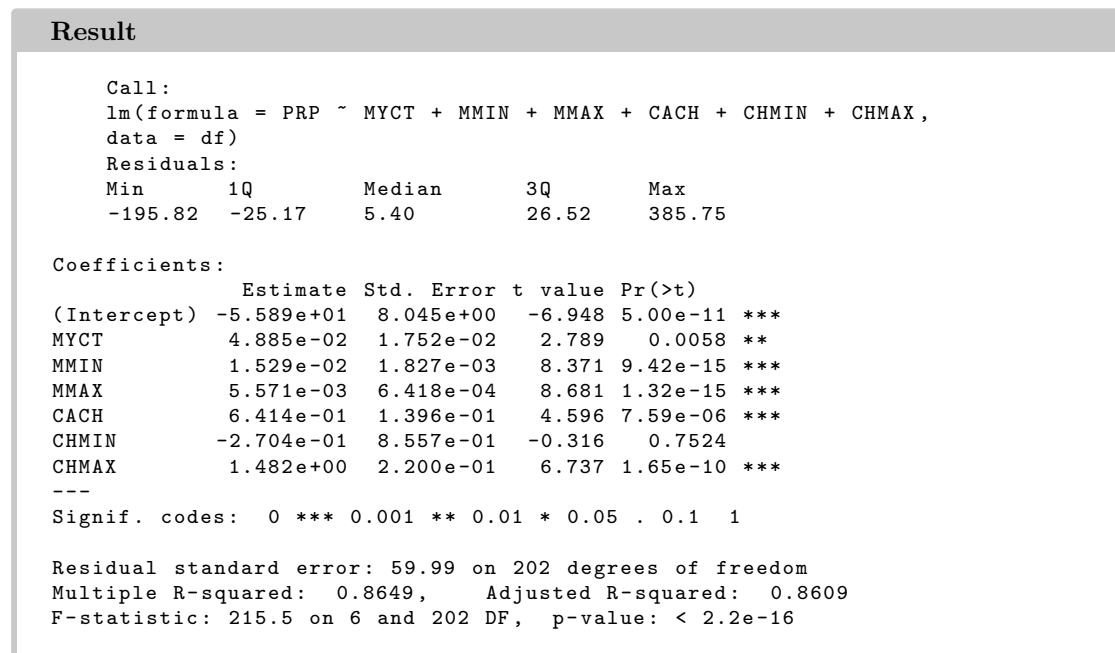 Result
Call:
lm(formula = PRP ~ MYCT + MMIN + MMAX + CACH + CHMIN + CHMAX,
data = df)
Residuals:
Min 1Q Median 3Q Max
-195.82 -25.17 5.40 26.52 385.75
Coefficients:
Estimate Std. Error t value Pr(>t)
(Intercept) -5.589e+01 8.045e+00 -6.948 5.00e-11 ***
MYCT 4.885e-02 1.752e-02 2.789 0.0058 **
MMIN 1.529e-02 1.827e-03 8.371 9.42e-15 ***
MMAX 5.571e-03 6.418e-04 8.681 1.32e-15 ***
CACH 6.414e-01 1.396e-01 4.596 7.59e-06 ***
CHMIN -2.704e-01 8.557e-01 -0.316 0.7524
CHMAX 1.482e+00 2.200e-01 6.737 1.65e-10 ***
---
Signif. codes: 0 *** 0.001 ** 0.01 * 0.05 . 0.1 1
Residual standard error: 59.99 on 202 degrees of freedom
Multiple R-squared: 0.8649, Adjusted R-squared: 0.8609
F-statistic: 215.5 on 6 and 202 DF, p-value: < 2.2e-16